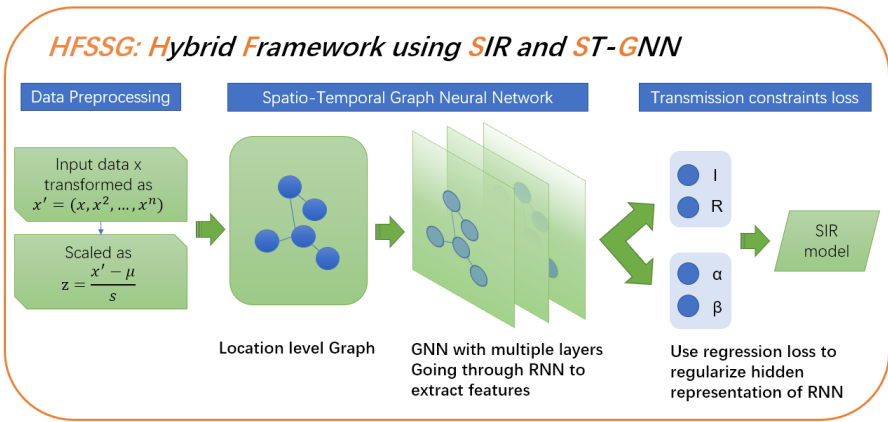 HFSSG: Hybrid Framework using SIR and ST-GNN
Data Preprocessing
Spatio-Temporal Graph Neural Network
Transmission constraints loss
Input data x
transformed as
x′ = (x, x², …, xⁿ)
Scaled as
z = (x′ − μ)/s
I
R
α
β
SIR
model
Location level Graph
GNN with multiple layers
Going through RNN to
extract features
Use regression loss to
regularize hidden
representation of RNN